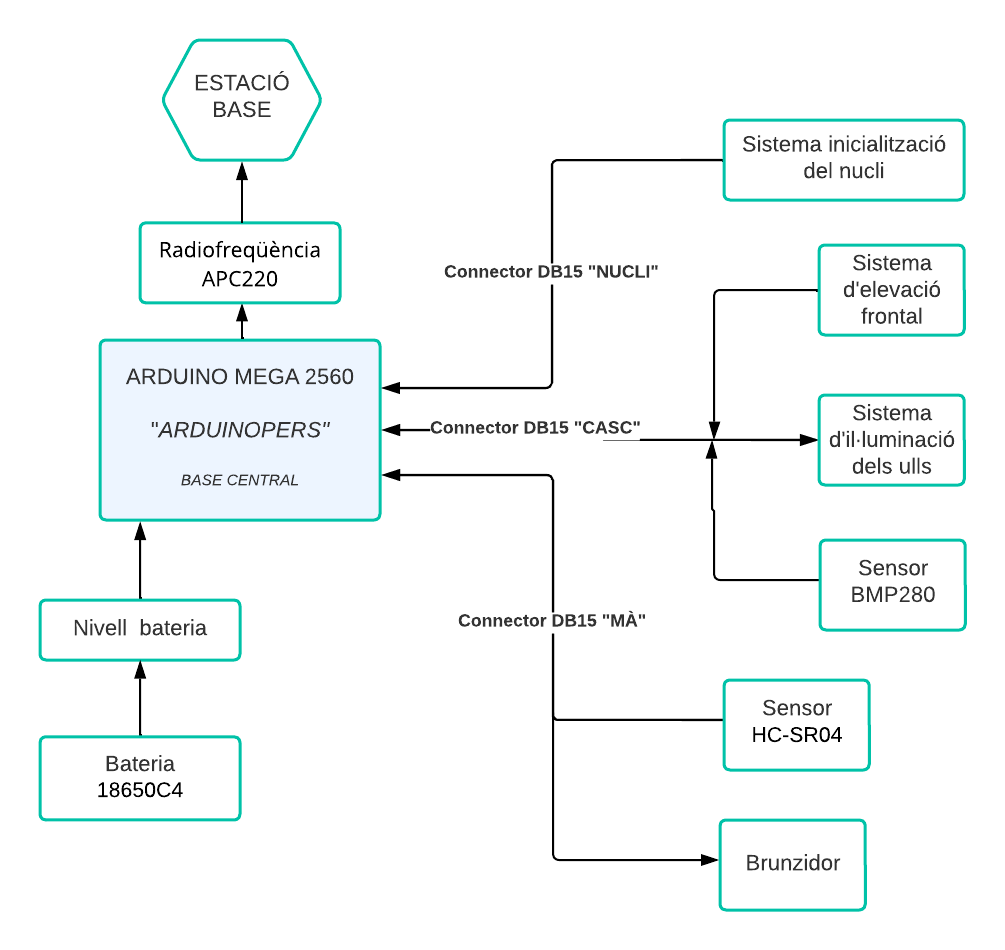 ESTACIÓ
BASE
Radiofreqüència
APC220
ARDUINO MEGA 2560
"ARDUINOPERS"
BASE CENTRAL
Nivell bateria
Bateria
18650C4
Connector DB15 "NUCLI"
Connector DB15 "CASC"
Connector DB15 "MÀ"
Sistema inicialització
del nucli
Sistema
d'elevació
frontal
Sistema
d'il·luminació
dels ulls
Sensor
BMP280
Sensor
HC-SR04
Brunzidor